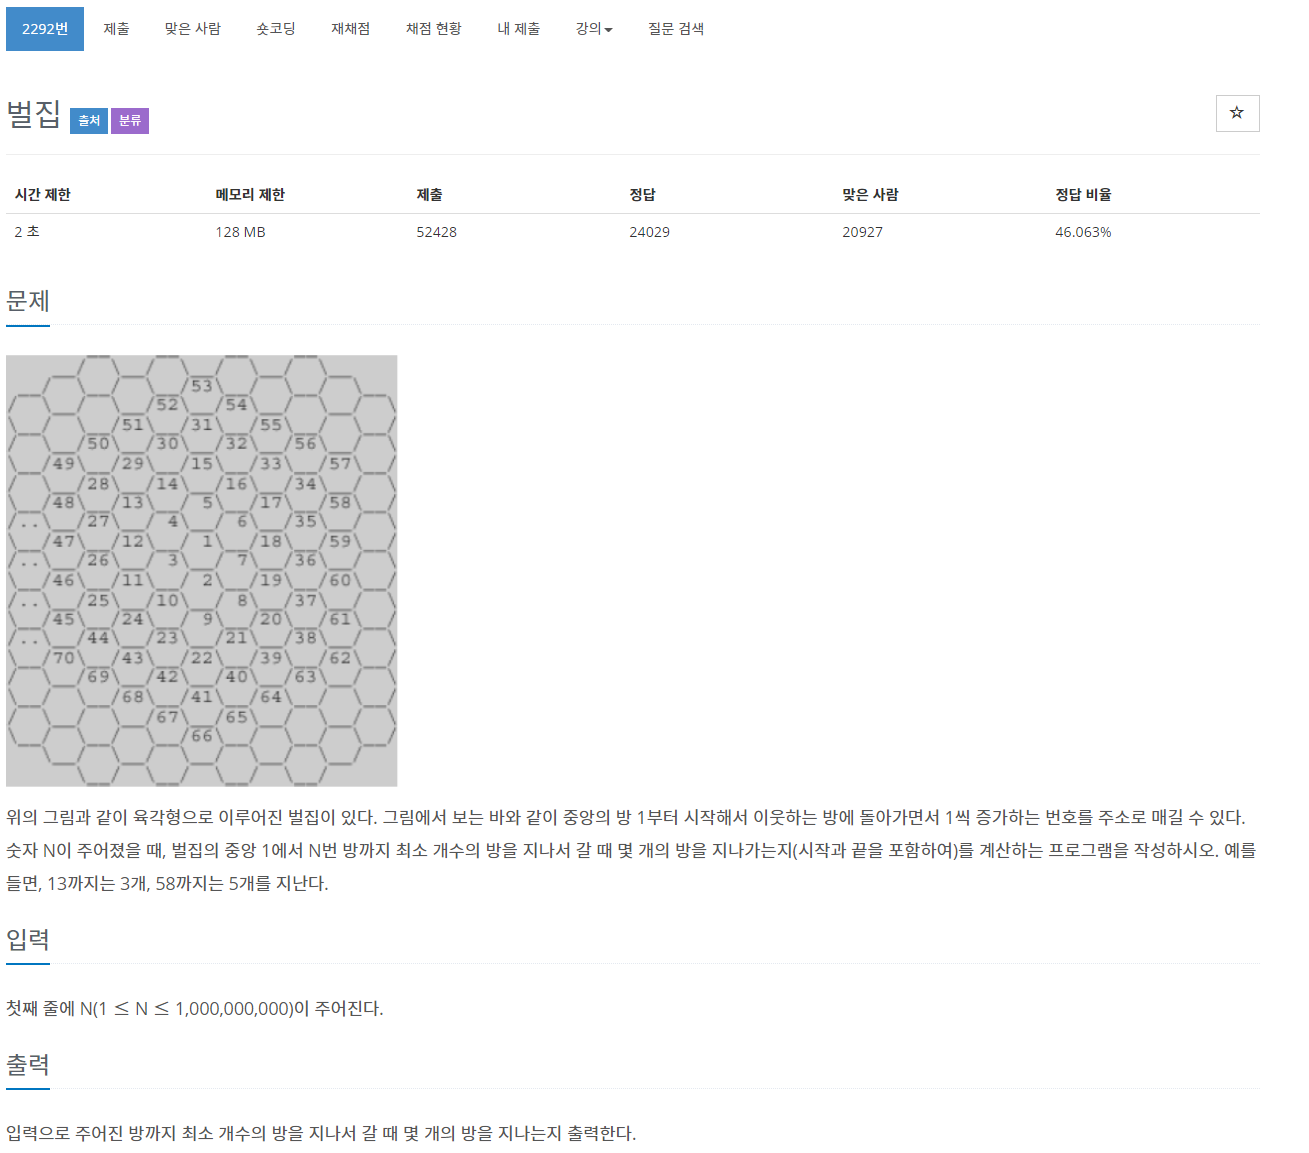 2292번 제출 맞은 사람 숏코딩 재채점 채점 현황 내 제출 강의 질문 검색
벌집 출처 분류
시간 제한 메모리 제한 제출 정답 맞은 사람 정답 비율
2 초 128 MB 52428 24029 20927 46.063%
문제
53
52 54
51 31 55
50 30 32 56
49 29 15 33 57
28 14 16 34
48 13 5 17 58
.. 27 4 6 35
47 12 1 18 59
.. 26 3 7 36
46 11 2 19 60
.. 25 10 8 37
45 24 9 20 61
.. 44 23 21 38
70 43 22 39 62
69 42 40 63
68 41 64
67 65
66
위의 그림과 같이 육각형으로 이루어진 벌집이 있다. 그림에서 보는 바와 같이 중앙의 방 1부터 시작해서 이웃하는 방에 돌아가면서 1씩 증가하는 번호를 주소로 매길 수 있다.
숫자 N이 주어졌을 때, 벌집의 중앙 1에서 N번 방까지 최소 개수의 방을 지나서 갈 때 몇 개의 방을 지나가는지(시작과 끝을 포함하여)를 계산하는 프로그램을 작성하시오. 예를
들면, 13까지는 3개, 58까지는 5개를 지난다.
입력
첫째 줄에 N(1 ≤ N ≤ 1,000,000,000)이 주어진다.
출력
입력으로 주어진 방까지 최소 개수의 방을 지나서 갈 때 몇 개의 방을 지나는지 출력한다.